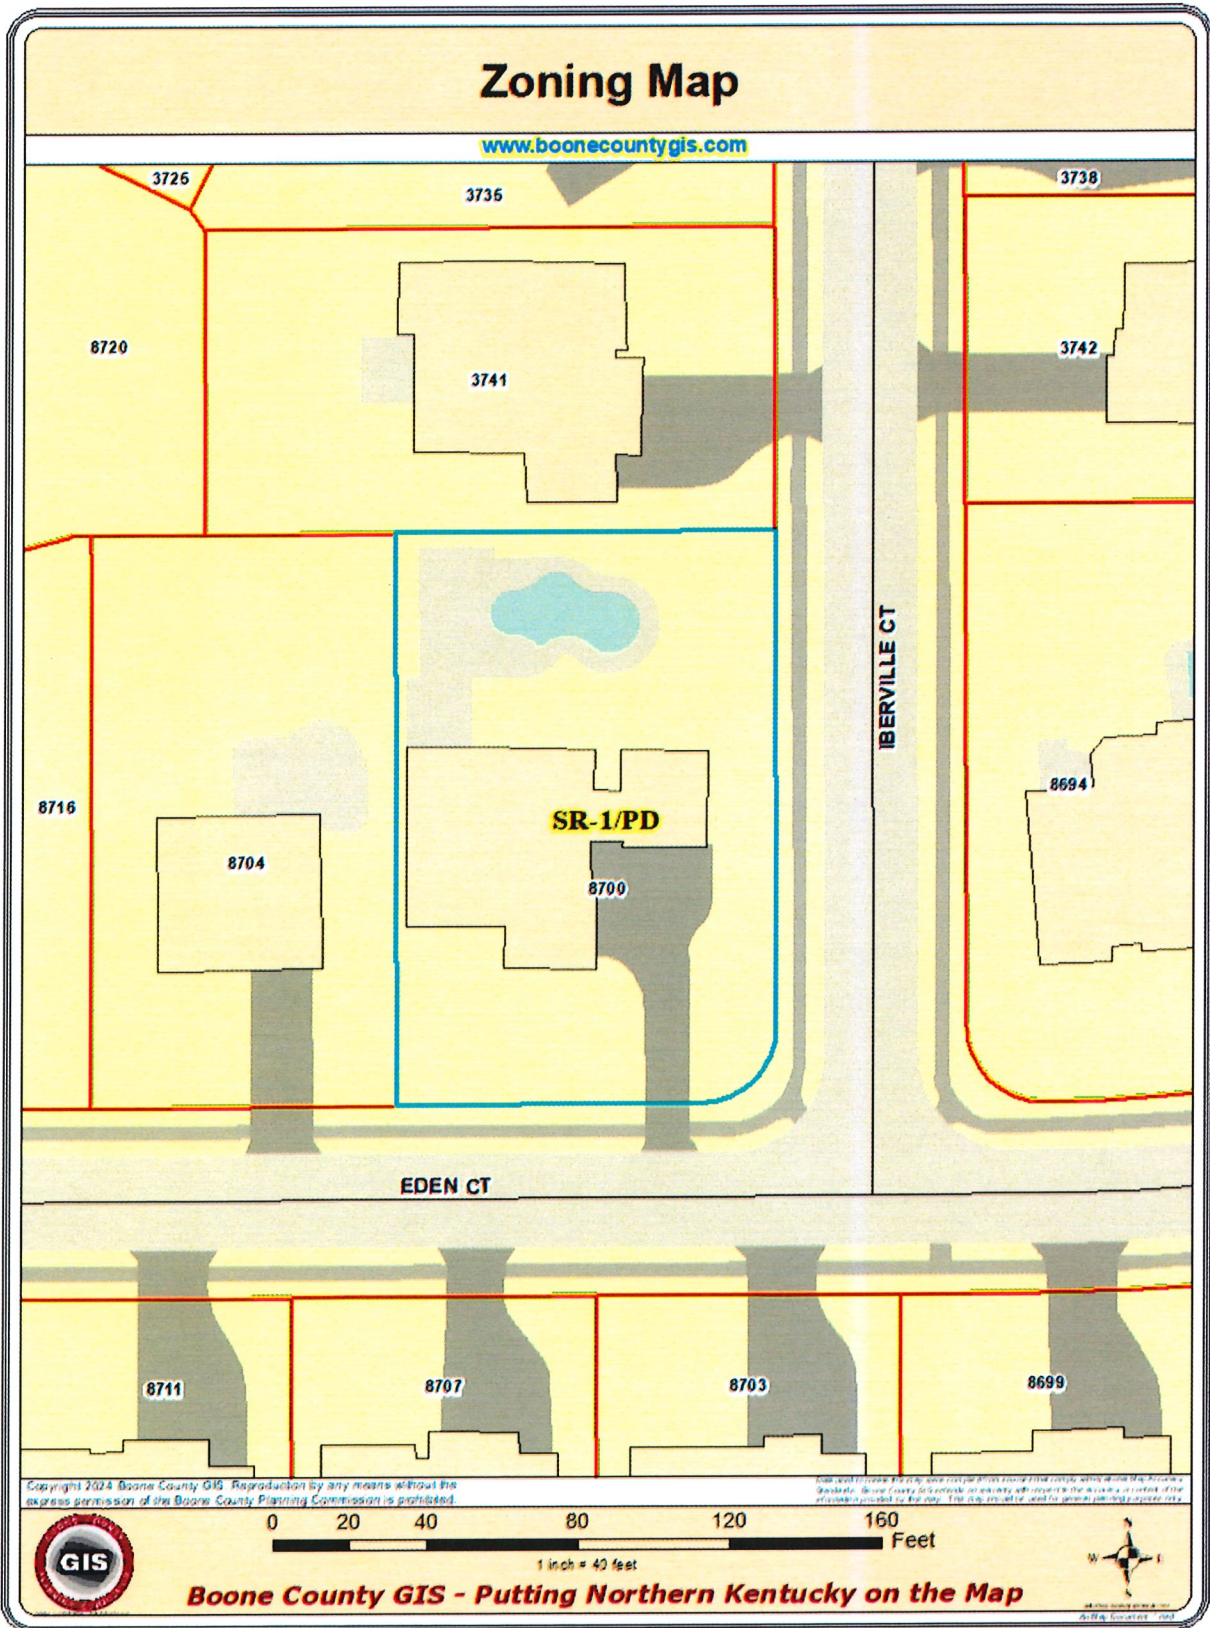 Zoning Map
www.boonecountygis.com
3725
3735
3738
8720
3741
3742
IBERVILLE CT
8716
8704
SR-1/PD
8700
8694
EDEN CT
8711
8707
8703
8699
Copyright 2024 Boone County GIS. Reproduction by any means without the
express permission of the Boone County Planning Commission is prohibited.
0 20 40 80 120 160
Feet
1 inch = 40 feet
GIS
N
W E
Boone County GIS - Putting Northern Kentucky on the Map